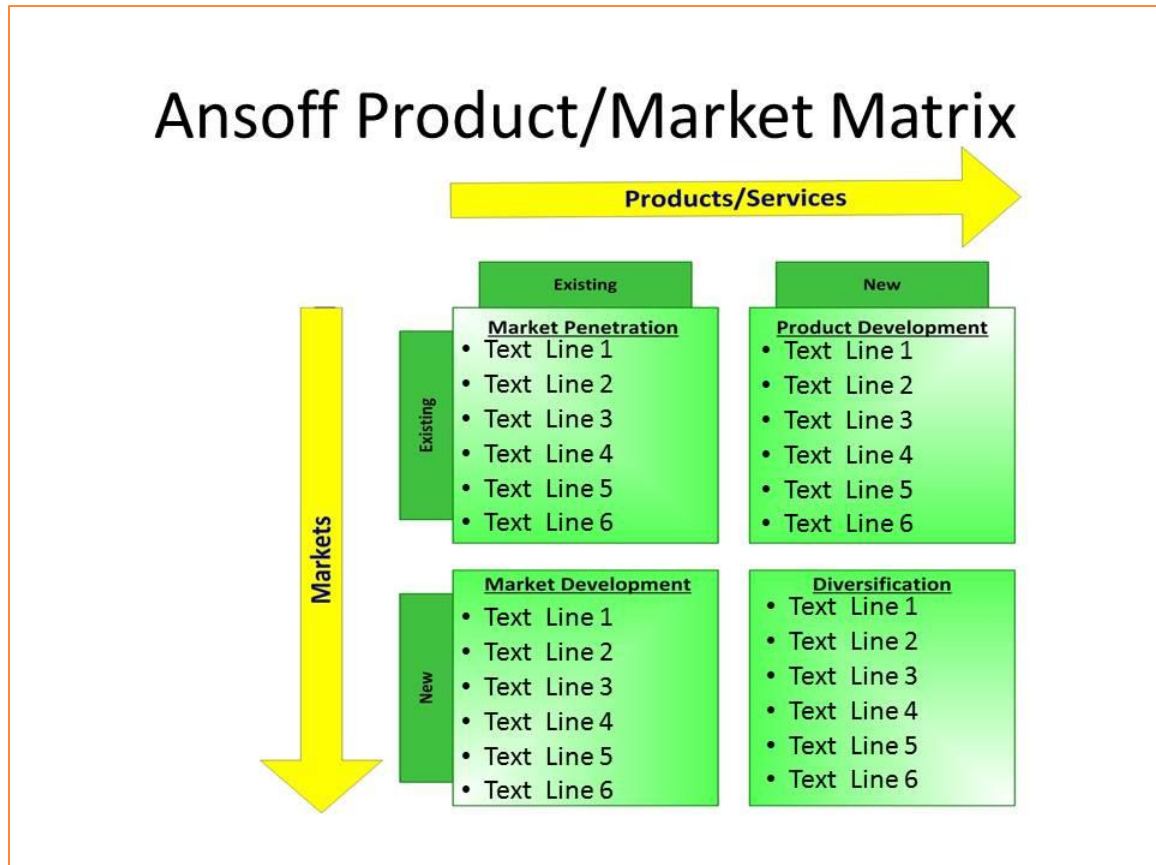 Ansoff Product/Market Matrix
Products/Services
Existing
New
Markets
Existing
Market Penetration
• Text Line 1
• Text Line 2
• Text Line 3
• Text Line 4
• Text Line 5
• Text Line 6
Product Development
• Text Line 1
• Text Line 2
• Text Line 3
• Text Line 4
• Text Line 5
• Text Line 6
New
Market Development
• Text Line 1
• Text Line 2
• Text Line 3
• Text Line 4
• Text Line 5
• Text Line 6
Diversification
• Text Line 1
• Text Line 2
• Text Line 3
• Text Line 4
• Text Line 5
• Text Line 6